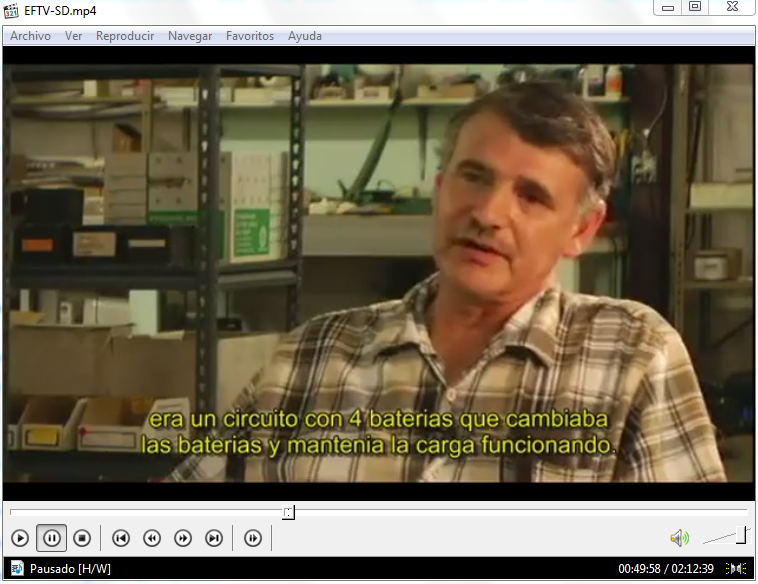 EFTV-SD.mp4
Archivo Ver Reproducir Navegar Favoritos Ayuda
era un circuito con 4 baterias que cambiaba
las baterias y mantenia la carga funcionando.
Pausado [H/W] 00:49:58 / 02:12:39